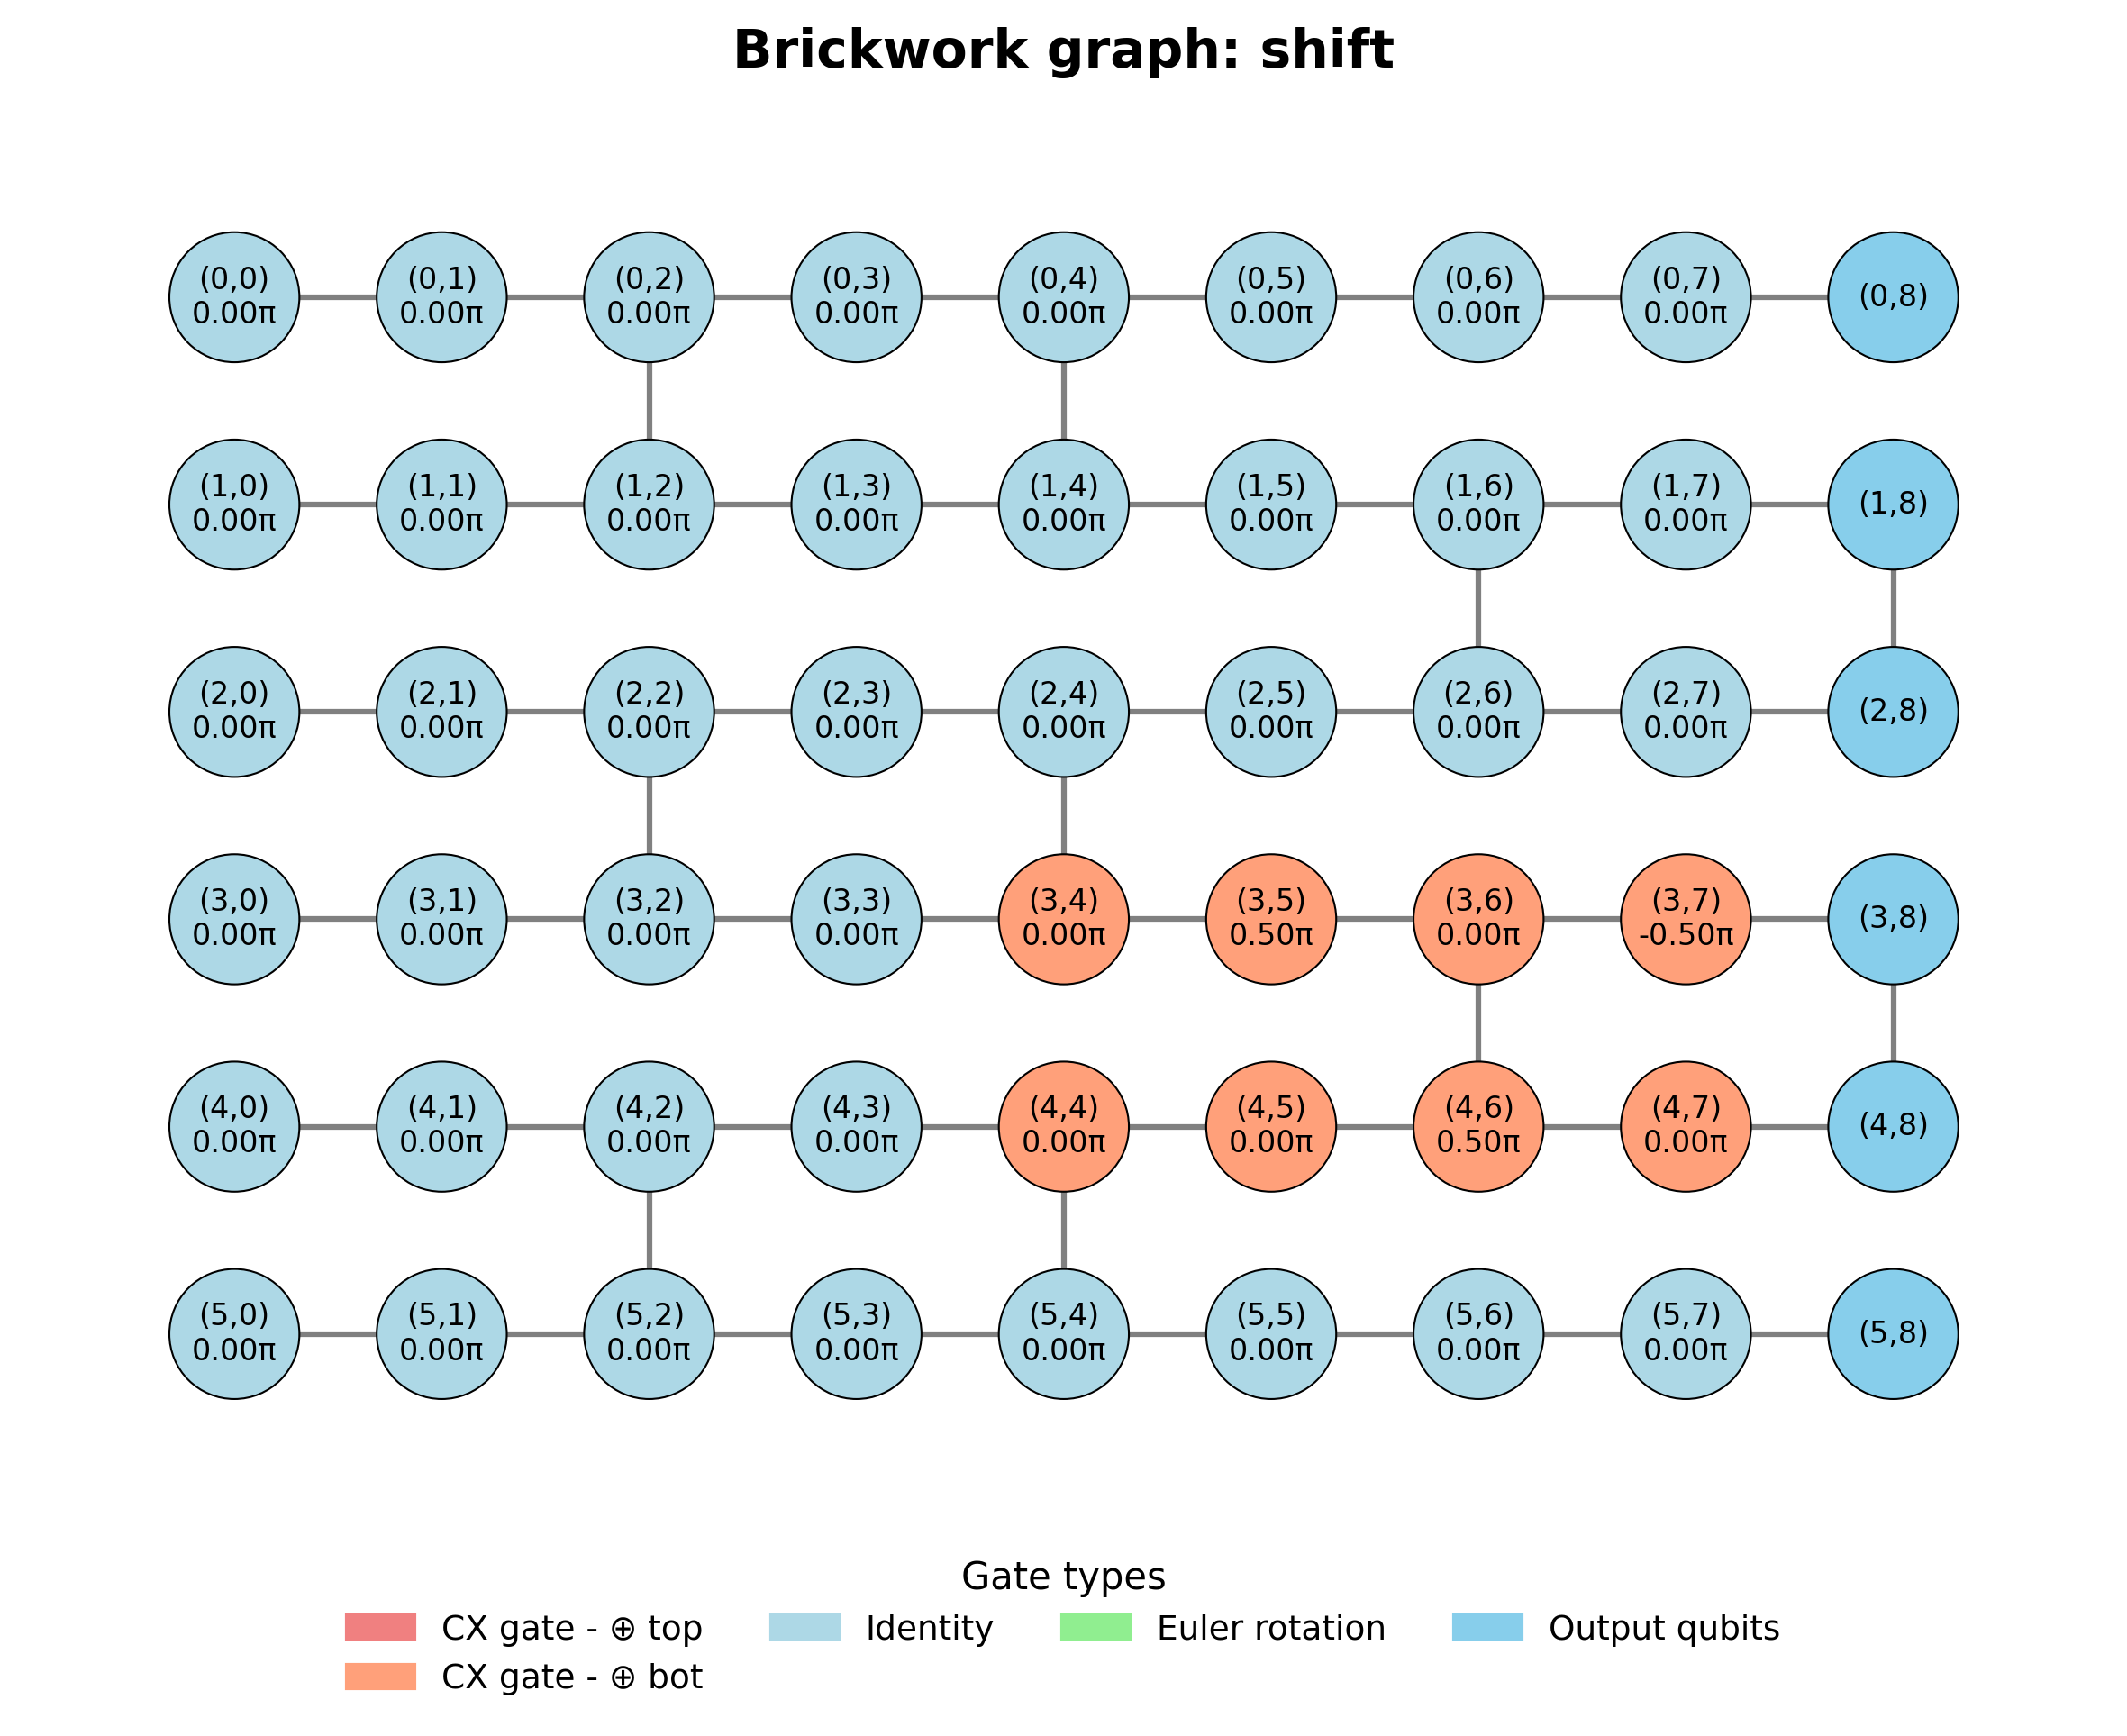 Brickwork graph: shift
(0,0) (0,1) (0,2) (0,3) (0,4) (0,5) (0,6) (0,7) (0,8)
0.00π 0.00π 0.00π 0.00π 0.00π 0.00π 0.00π 0.00π
(1,0) (1,1) (1,2) (1,3) (1,4) (1,5) (1,6) (1,7) (1,8)
0.00π 0.00π 0.00π 0.00π 0.00π 0.00π 0.00π 0.00π
(2,0) (2,1) (2,2) (2,3) (2,4) (2,5) (2,6) (2,7) (2,8)
0.00π 0.00π 0.00π 0.00π 0.00π 0.00π 0.00π 0.00π
(3,0) (3,1) (3,2) (3,3) (3,4) (3,5) (3,6) (3,7) (3,8)
0.00π 0.00π 0.00π 0.00π 0.00π 0.50π 0.00π -0.50π
(4,0) (4,1) (4,2) (4,3) (4,4) (4,5) (4,6) (4,7) (4,8)
0.00π 0.00π 0.00π 0.00π 0.00π 0.00π 0.50π 0.00π
(5,0) (5,1) (5,2) (5,3) (5,4) (5,5) (5,6) (5,7) (5,8)
0.00π 0.00π 0.00π 0.00π 0.00π 0.00π 0.00π 0.00π
Gate types
CX gate - ⊕ top Identity Euler rotation Output qubits
CX gate - ⊕ bot